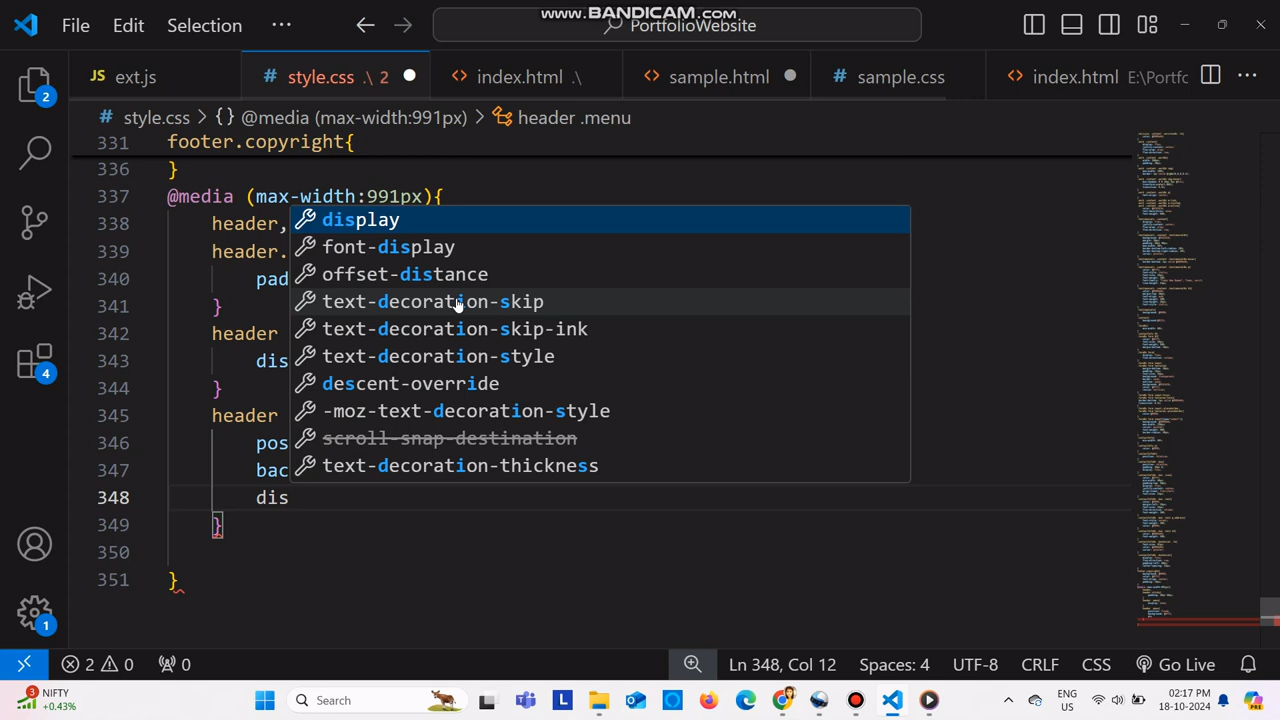 www.BANDICAM.com
File Edit Selection ··· PortfolioWebsite
JS ext.js # style.css .\ 2 index.html .\ sample.html # sample.css index.html E:\Portfc ···
# style.css > {} @media (max-width:991px) > header .menu
331 footer.copyright{
336 }
337 @media (max-width:991px){
338 header,
339 header.
340 pad
341 }
342 header
343 dis
344 }
345 header
346 pos
347 bac
348 dis
349 }
350
351 }
display
font-display
offset-distance
text-decoration-skip
text-decoration-skip-ink
text-decoration-style
descent-override
-moz-text-decoration-style
scroll-snap-destination
text-decoration-thickness
2
4
1
2 0 0 Ln 348, Col 12 Spaces: 4 UTF-8 CRLF CSS Go Live
3 NIFTY
+0.43%
Search
L
ENG
US
02:17 PM
18-10-2024
PRE